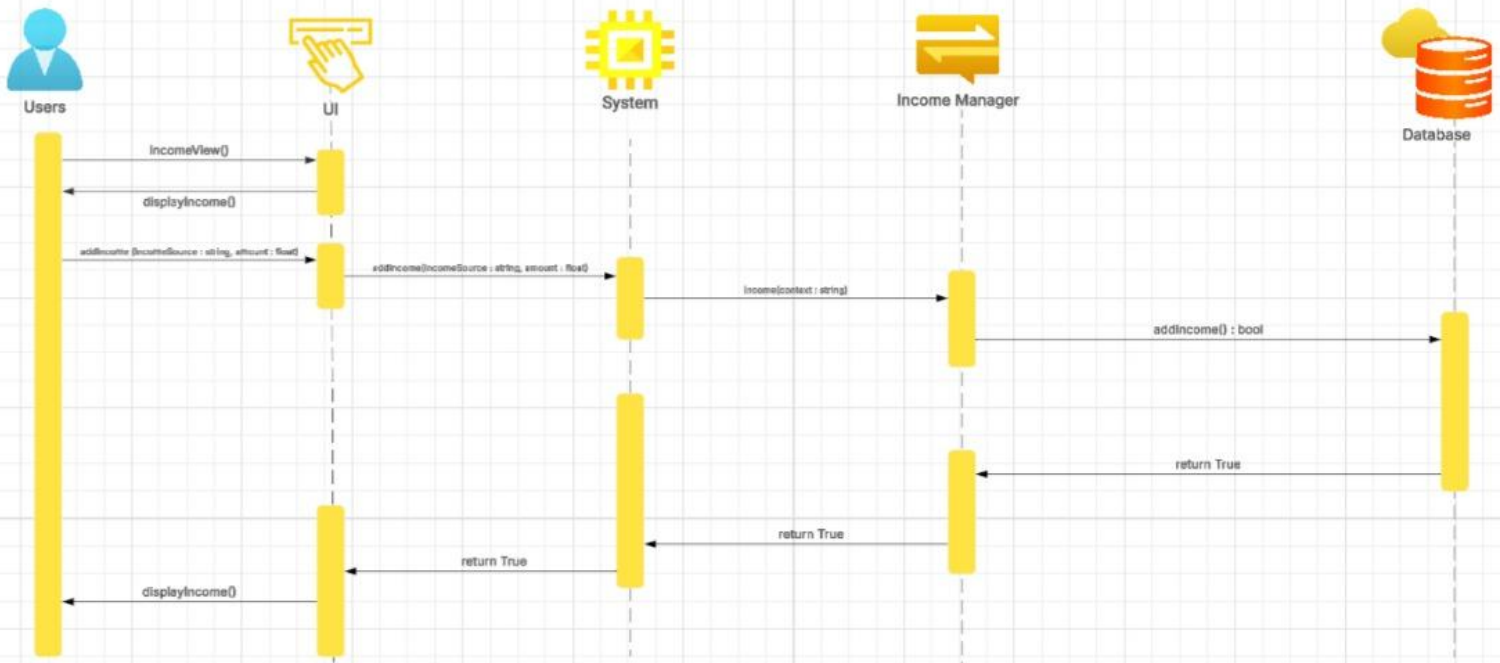 Users
UI
System
Income Manager
Database
incomeView()
displayIncome()
addIncome (incomeSource : string, amount : float)
addIncome(incomeSource : string, amount : float)
income(context : string)
addIncome() : bool
return True
return True
return True
displayIncome()